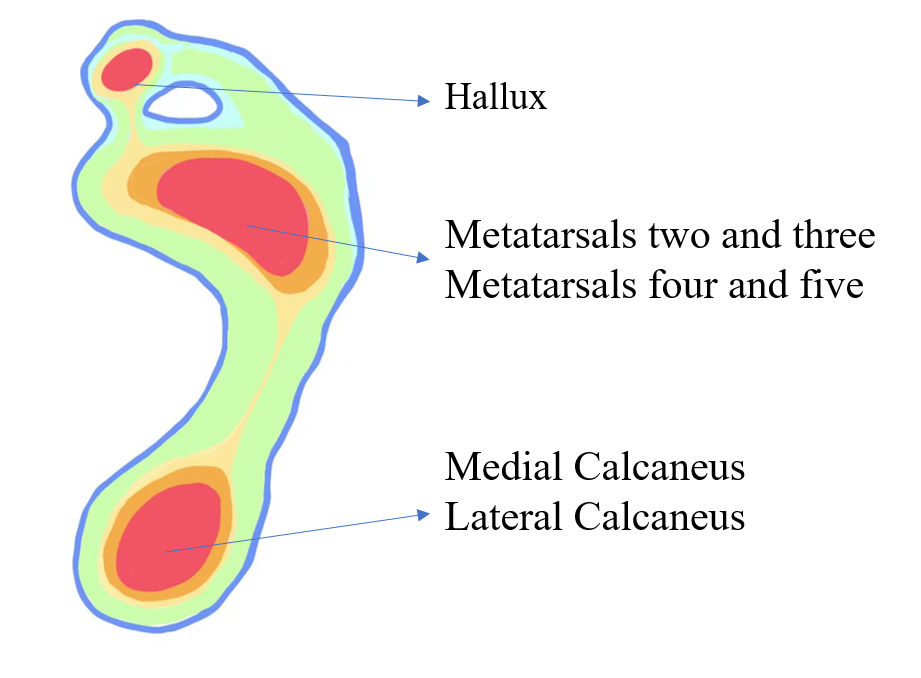 Hallux
Metatarsals two and three
Metatarsals four and five
Medial Calcaneus
Lateral Calcaneus